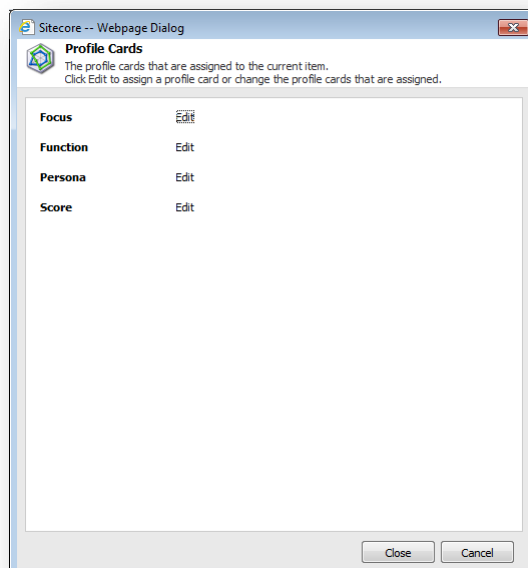 Sitecore -- Webpage Dialog
Profile Cards
The profile cards that are assigned to the current item.
Click Edit to assign a profile card or change the profile cards that are assigned.
Focus Edit
Function Edit
Persona Edit
Score Edit
Close Cancel